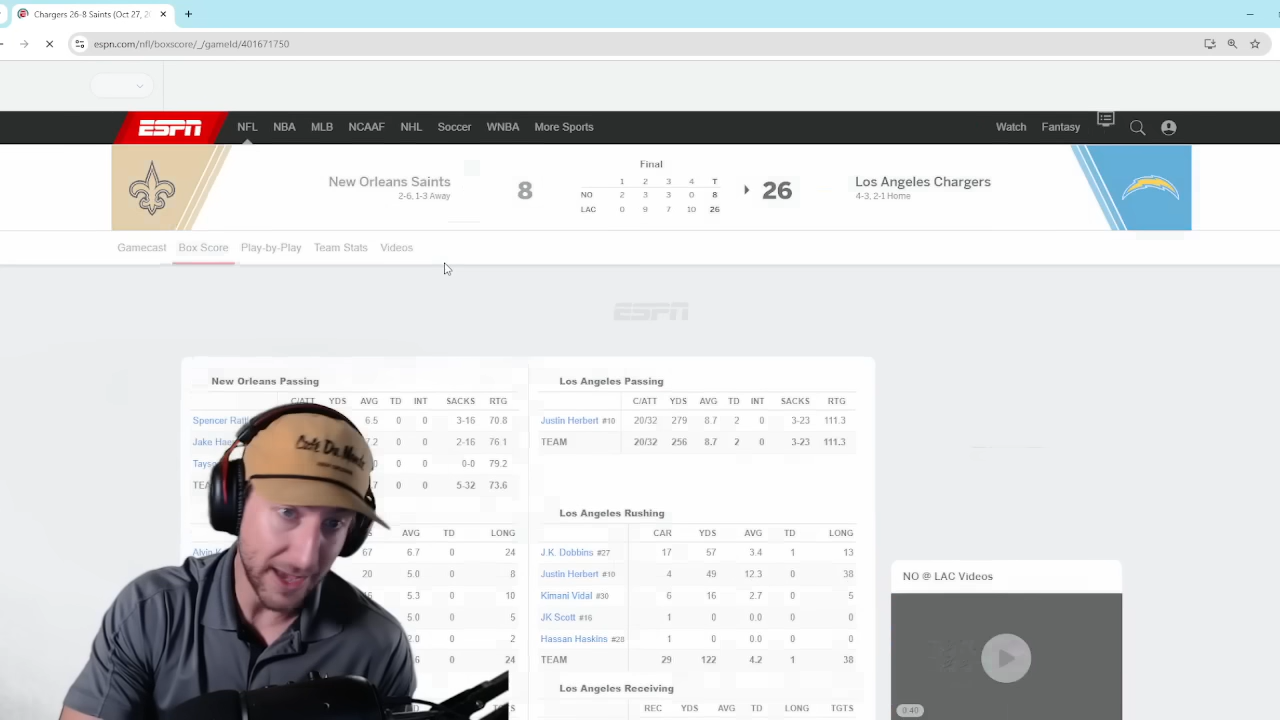 Chargers 26-8 Saints (Oct 27, 2
espn.com/nfl/boxscore/_/gameId/401671750
ESPN NFL NBA MLB NCAAF NHL Soccer WNBA More Sports Watch Fantasy
Final
New Orleans Saints 8 1 2 3 4 T 26 Los Angeles Chargers
2-6, 1-3 Away NO 2 3 3 0 8 4-3, 2-1 Home
LAC 0 9 7 10 26
Gamecast Box Score Play-by-Play Team Stats Videos
ESPN
New Orleans Passing
C/ATT YDS AVG TD INT SACKS RTG
Spencer 6.5 0 0 3-16 70.8
Jake 7.2 0 0 2-16 76.1
0 0 0-0 79.2
0 0 5-32 73.6
Los Angeles Passing
C/ATT YDS AVG TD INT SACKS RTG
Justin Herbert #10 20/32 279 8.7 2 0 3-23 111.3
TEAM 20/32 256 8.7 2 0 3-23 111.3
Café Du Monde
AVG TD LONG
Alvin 67 6.7 0 24
20 5.0 0 8
5.3 0 10
5.0 0 5
2.0 0 2
0 24
Los Angeles Rushing
CAR YDS AVG TD LONG
J.K. Dobbins #27 17 57 3.4 1 13
Justin Herbert #10 4 49 12.3 0 38
Kimani Vidal #30 6 16 2.7 0 5
JK Scott #16 1 0 0.0 0 0
Hassan Haskins #28 1 0 0.0 0 0
TEAM 29 122 4.2 1 38
Los Angeles Receiving
REC YDS AVG TD LONG TGTS
TGTS
NO @ LAC Videos
0:40